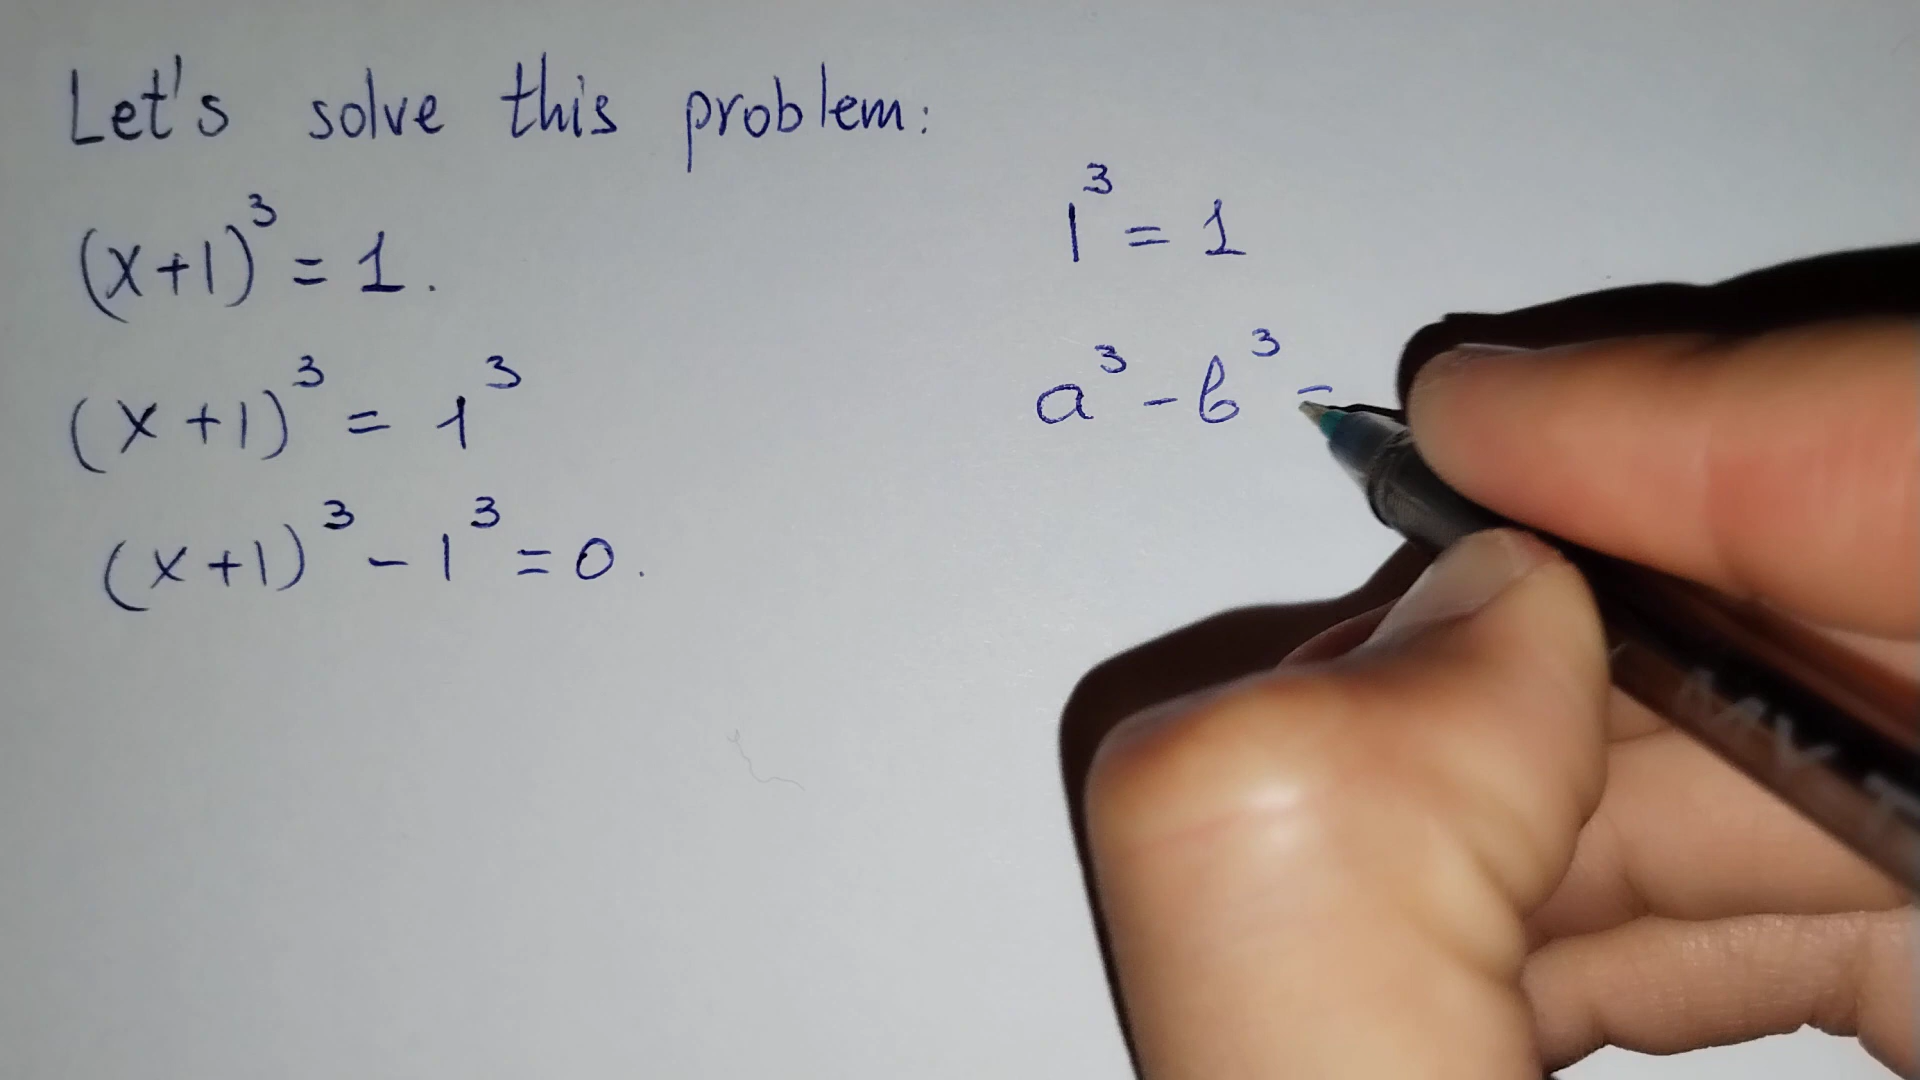 Let's solve this problem:
(x+1)³ = 1.
(x+1)³ = 1³
(x+1)³ - 1³ = 0.
1³ = 1
a³ - b³ =